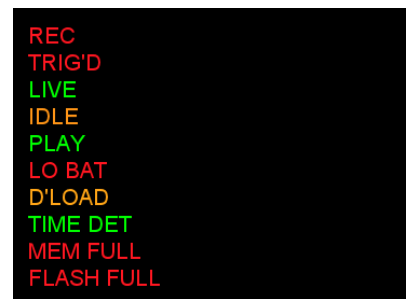 REC
TRIG'D
LIVE
IDLE
PLAY
LO BAT
D'LOAD
TIME DET
MEM FULL
FLASH FULL